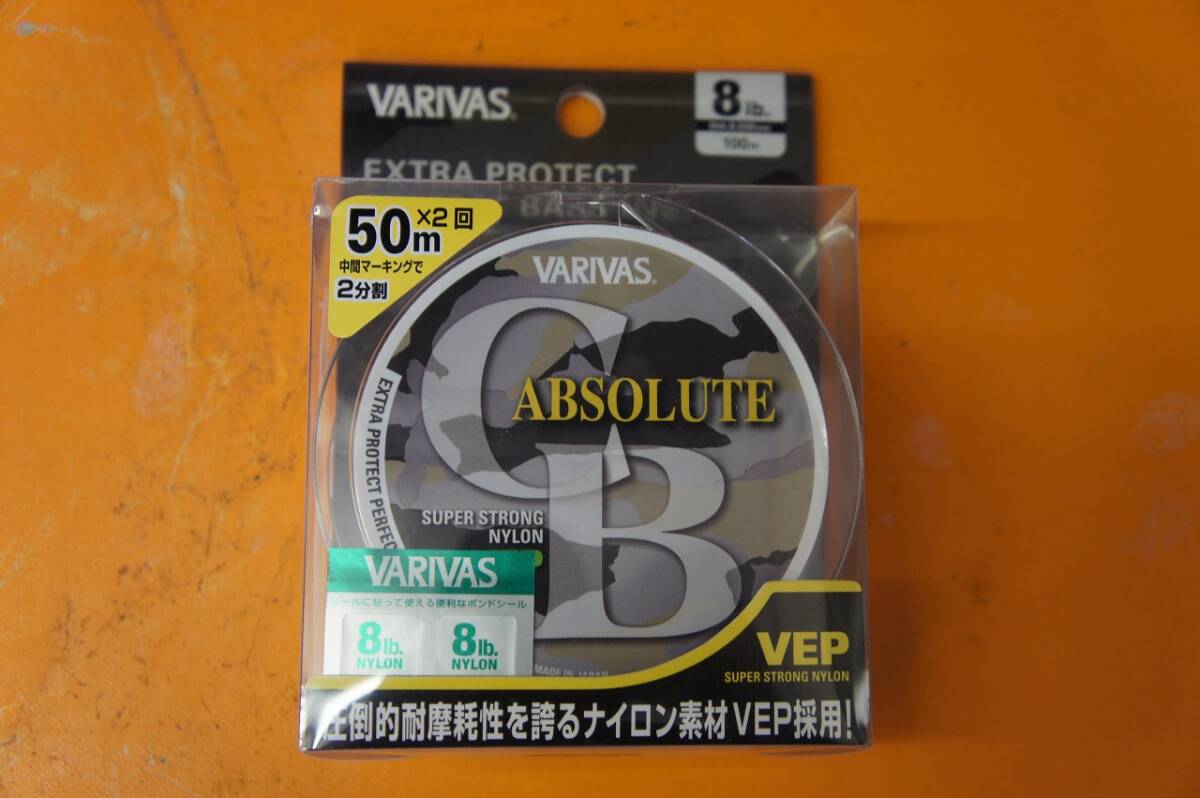 VARIVAS
8lb.
100m
EXTRA PROTECT
50m×2回
中間マーキングで
2分割
VARIVAS
CB
ABSOLUTE
EXTRA PROTECT PERFEC
SUPER STRONG
NYLON
VARIVAS
リールに貼って使える便利なボンドシール
8lb. 8lb.
NYLON NYLON
MADE IN JAPAN
VEP
SUPER STRONG NYLON
圧倒的耐摩耗性を誇るナイロン素材VEP採用!